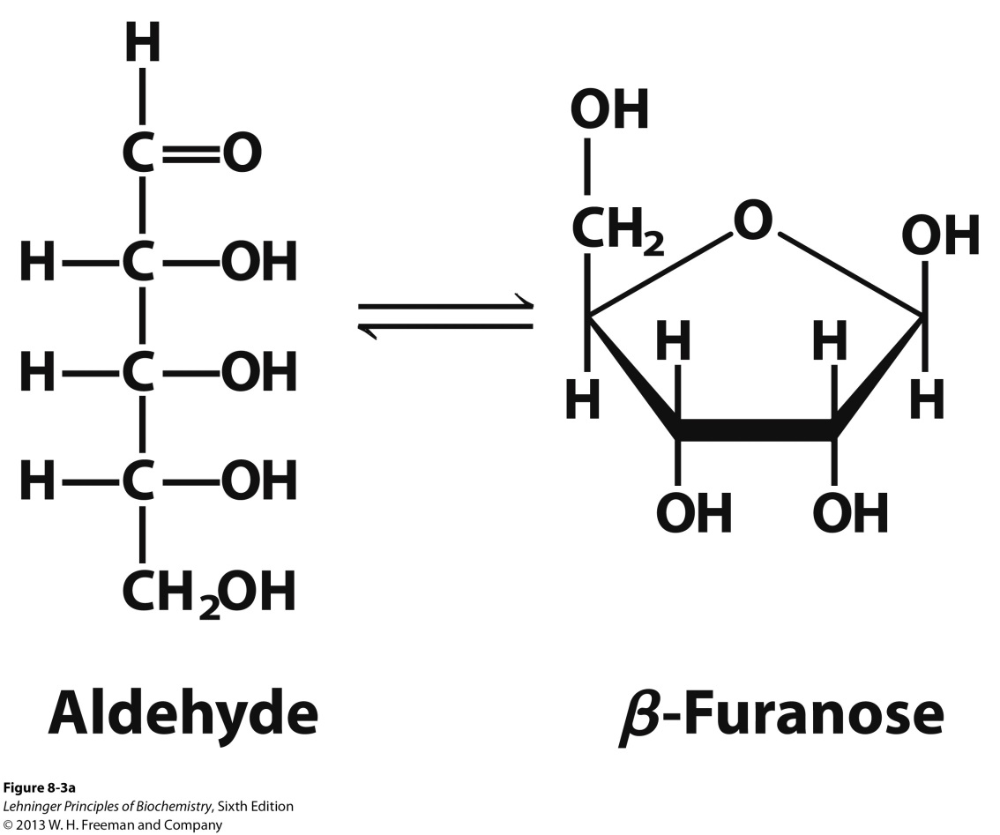 H
C=O
H—C—OH
H—C—OH
H—C—OH
CH₂OH
Aldehyde
OH
CH₂
O
OH
H
H
H
H
OH
OH
β-Furanose
Figure 8-3a
Lehninger Principles of Biochemistry, Sixth Edition
© 2013 W. H. Freeman and Company